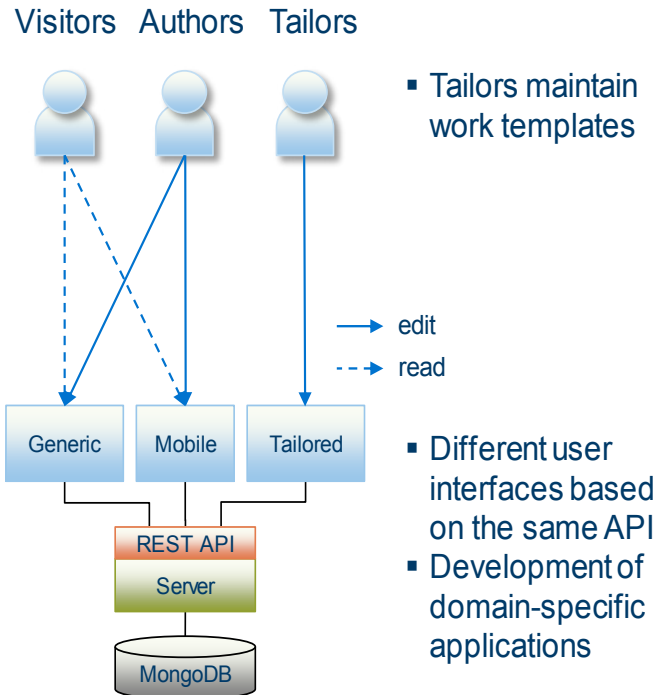 Visitors Authors Tailors
▪ Tailors maintain
work templates
edit
read
Generic
Mobile
Tailored
▪ Different user
interfaces based
on the same API
▪ Development of
domain-specific
applications
REST API
Server
MongoDB